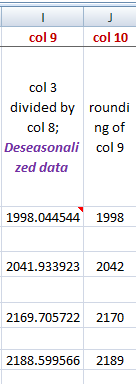 I J
col 9 col 10
col 3
divided by
col 8;
Deseasonali
zed data
roundi
ng of
col 9
1998.044544 1998
2041.933923 2042
2169.705722 2170
2188.599566 2189